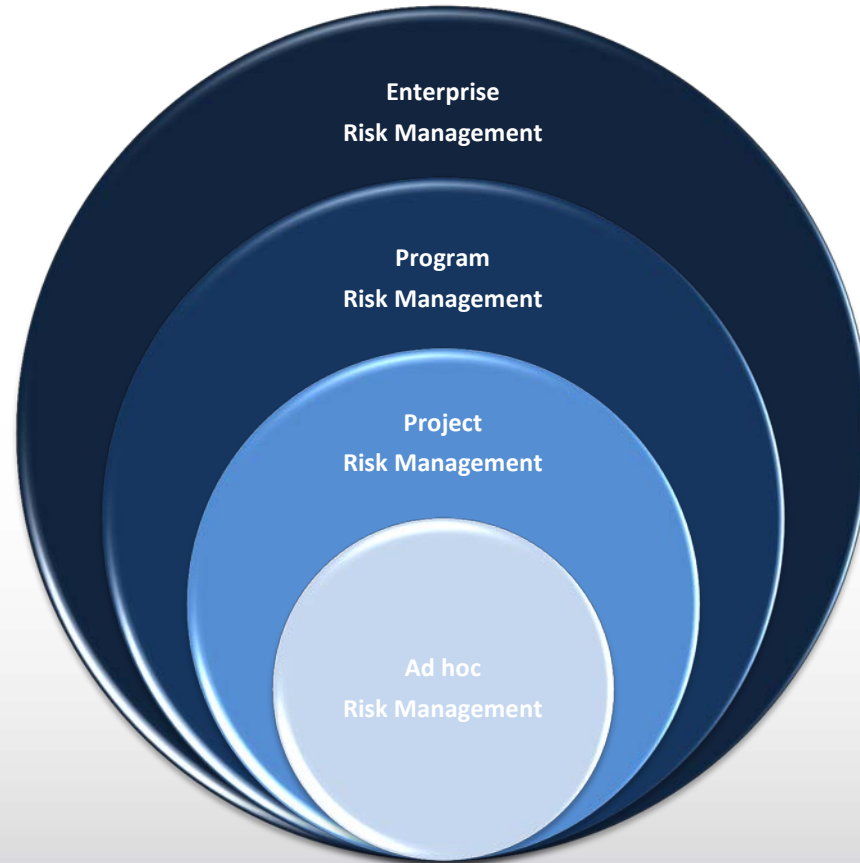 Enterprise
Risk Management
Program
Risk Management
Project
Risk Management
Ad hoc
Risk Management